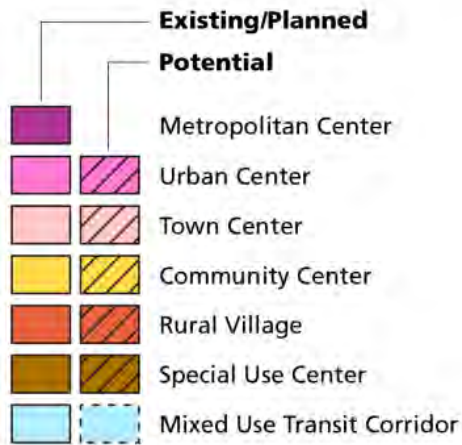 Existing/Planned
Potential
Metropolitan Center
Urban Center
Town Center
Community Center
Rural Village
Special Use Center
Mixed Use Transit Corridor